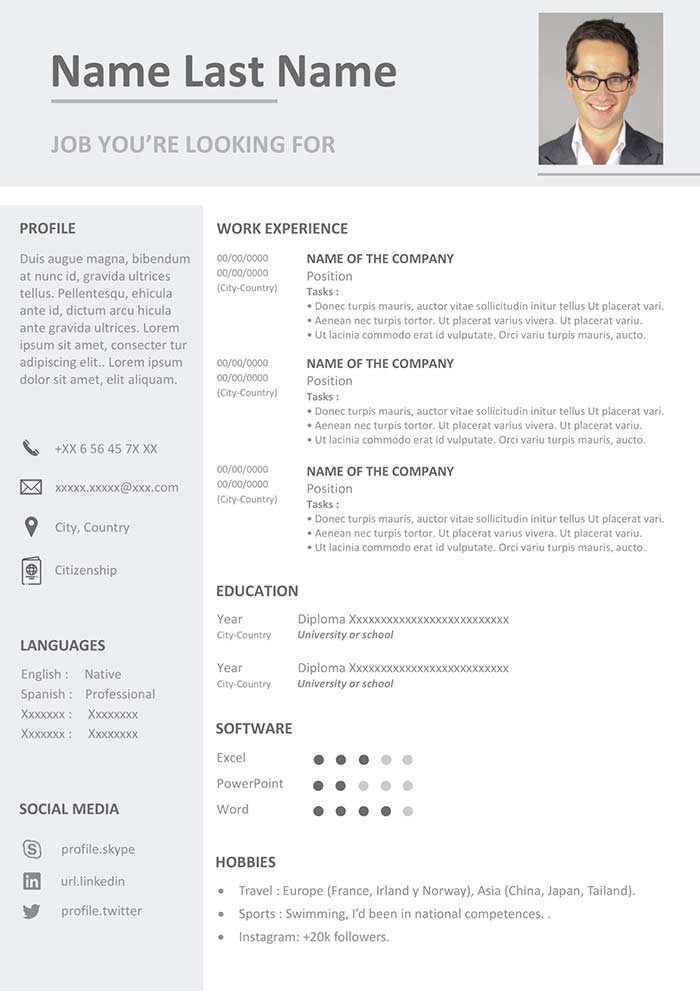 Name Last Name
JOB YOU'RE LOOKING FOR
PROFILE
Duis augue magna, bibendum
at nunc id, gravida ultrices
tellus. Pellentesqu, ehicula
ante id, dictum arcu hicula
ante gravida ultrices. Lorem
ipsum sit amet, consecter tur
adipiscing elit.. Lorem ipsum
dolor sit amet, elit aliquam.
+XX 6 56 45 7X XX
xxxxx.xxxxx@xxx.com
City, Country
Citizenship
LANGUAGES
English : Native
Spanish : Professional
Xxxxxxx : Xxxxxxxx
Xxxxxxx : Xxxxxxxx
SOCIAL MEDIA
profile.skype
url.linkedin
profile.twitter
WORK EXPERIENCE
00/00/0000
00/00/0000
(City-Country)
NAME OF THE COMPANY
Position
Tasks :
• Donec turpis mauris, auctor vitae sollicitudin initur tellus Ut placerat vari.
• Aenean nec turpis tortor. Ut placerat varius vivera. Ut placerat variu.
• Ut lacinia commodo erat id vulputate. Orci variu turpis mauris, aucto.
00/00/0000
00/00/0000
(City-Country)
NAME OF THE COMPANY
Position
Tasks :
• Donec turpis mauris, auctor vitae sollicitudin initur tellus Ut placerat vari.
• Aenean nec turpis tortor. Ut placerat varius vivera. Ut placerat variu.
• Ut lacinia commodo erat id vulputate. Orci variu turpis mauris, aucto.
00/00/0000
00/00/0000
(City-Country)
NAME OF THE COMPANY
Position
Tasks :
• Donec turpis mauris, auctor vitae sollicitudin initur tellus Ut placerat vari.
• Aenean nec turpis tortor. Ut placerat varius vivera. Ut placerat variu.
• Ut lacinia commodo erat id vulputate. Orci variu turpis mauris, aucto.
EDUCATION
Year Diploma Xxxxxxxxxxxxxxxxxxxxxxxxxx
City-Country University or school
Year Diploma Xxxxxxxxxxxxxxxxxxxxxxxxxx
City-Country University or school
SOFTWARE
Excel
PowerPoint
Word
HOBBIES
• Travel : Europe (France, Irland y Norway), Asia (China, Japan, Tailand).
• Sports : Swimming, I'd been in national competences. .
• Instagram: +20k followers.